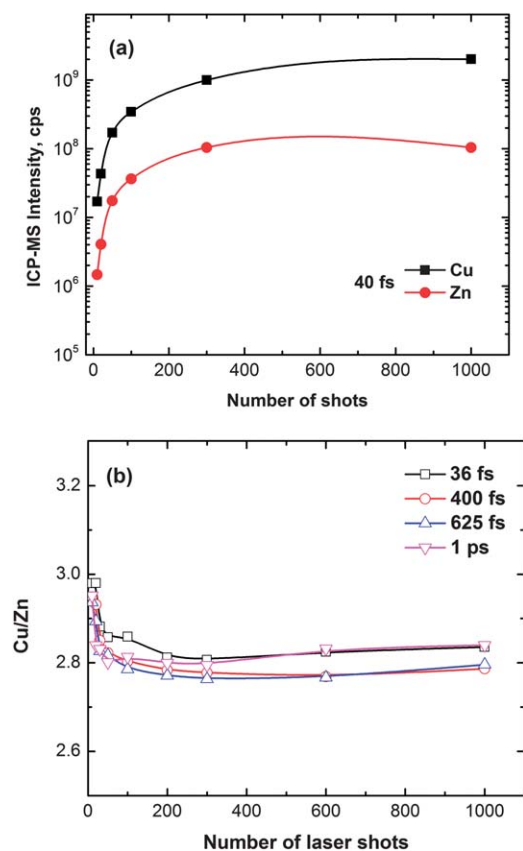 (a)
10⁹
10⁸
10⁷
10⁶
10⁵
ICP-MS Intensity, cps
40 fs
Cu
Zn
0 200 400 600 800 1000
Number of shots
(b)
36 fs
400 fs
625 fs
1 ps
3.2
3.0
2.8
2.6
Cu/Zn
0 200 400 600 800 1000
Number of laser shots